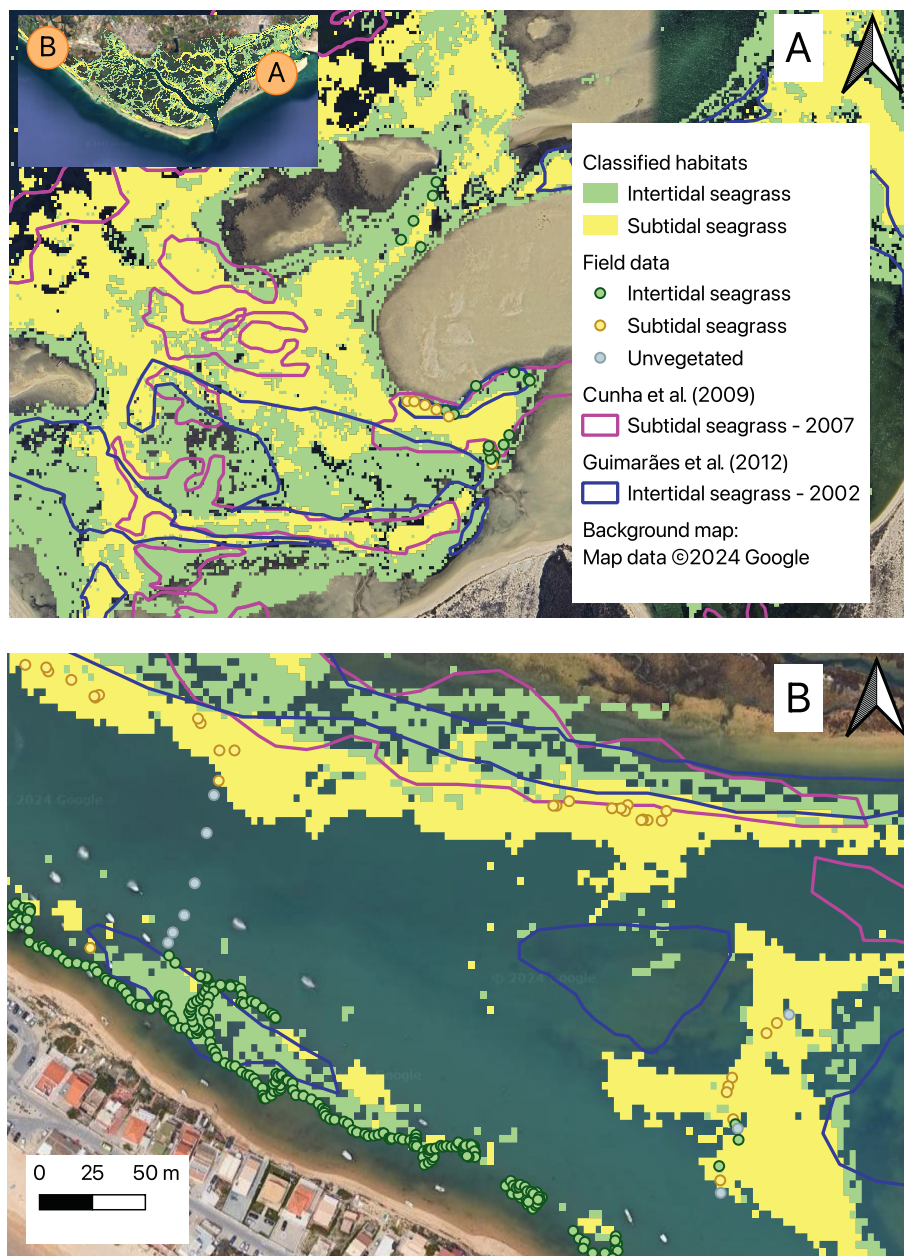 B
A
A
Classified habitats
Intertidal seagrass
Subtidal seagrass
Field data
Intertidal seagrass
Subtidal seagrass
Unvegetated
Cunha et al. (2009)
Subtidal seagrass - 2007
Guimarães et al. (2012)
Intertidal seagrass - 2002
Background map:
Map data ©2024 Google
B
2024 Google
© 2024 Google
oogle
0 25 50 m